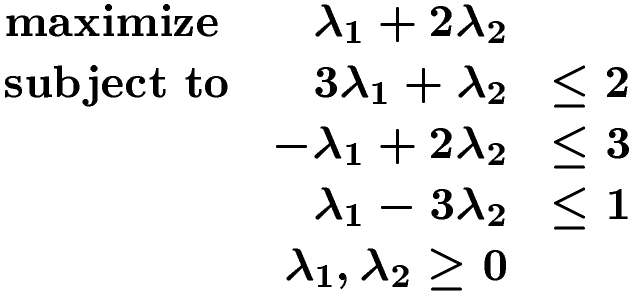 maximize λ₁ + 2λ₂
subject to 3λ₁ + λ₂ ≤ 2
−λ₁ + 2λ₂ ≤ 3
λ₁ − 3λ₂ ≤ 1
λ₁, λ₂ ≥ 0